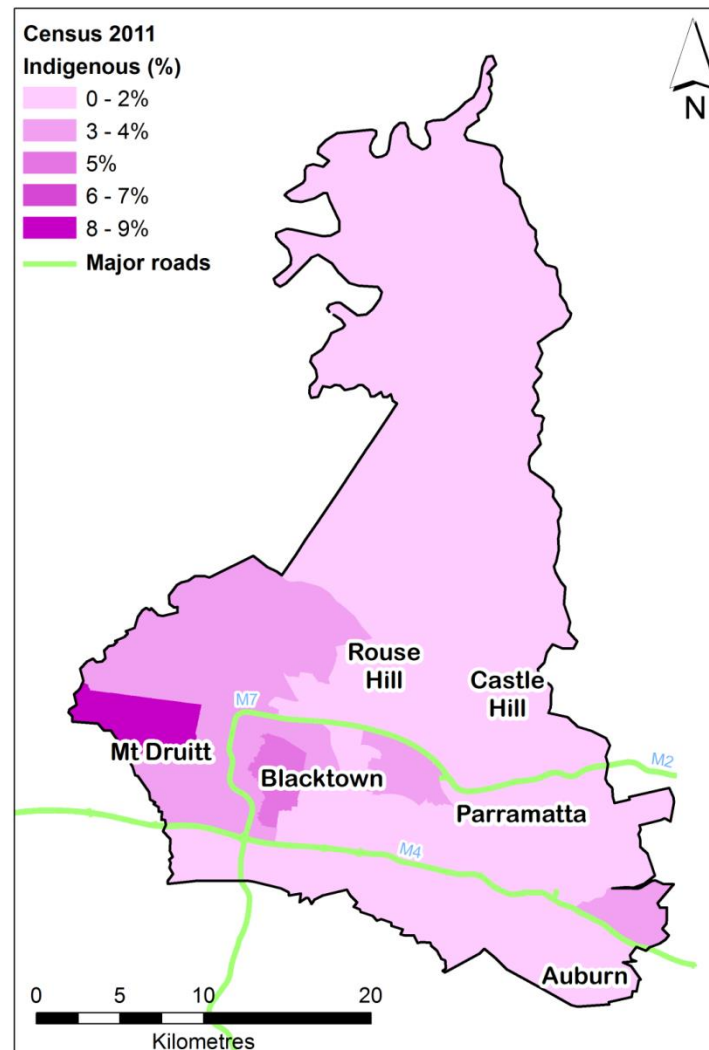 Census 2011
Indigenous (%)
0 - 2%
3 - 4%
5%
6 - 7%
8 - 9%
Major roads
N
Rouse
Hill
Castle
Hill
M7
Mt Druitt
Blacktown
M2
Parramatta
M4
Auburn
0 5 10 20
Kilometres